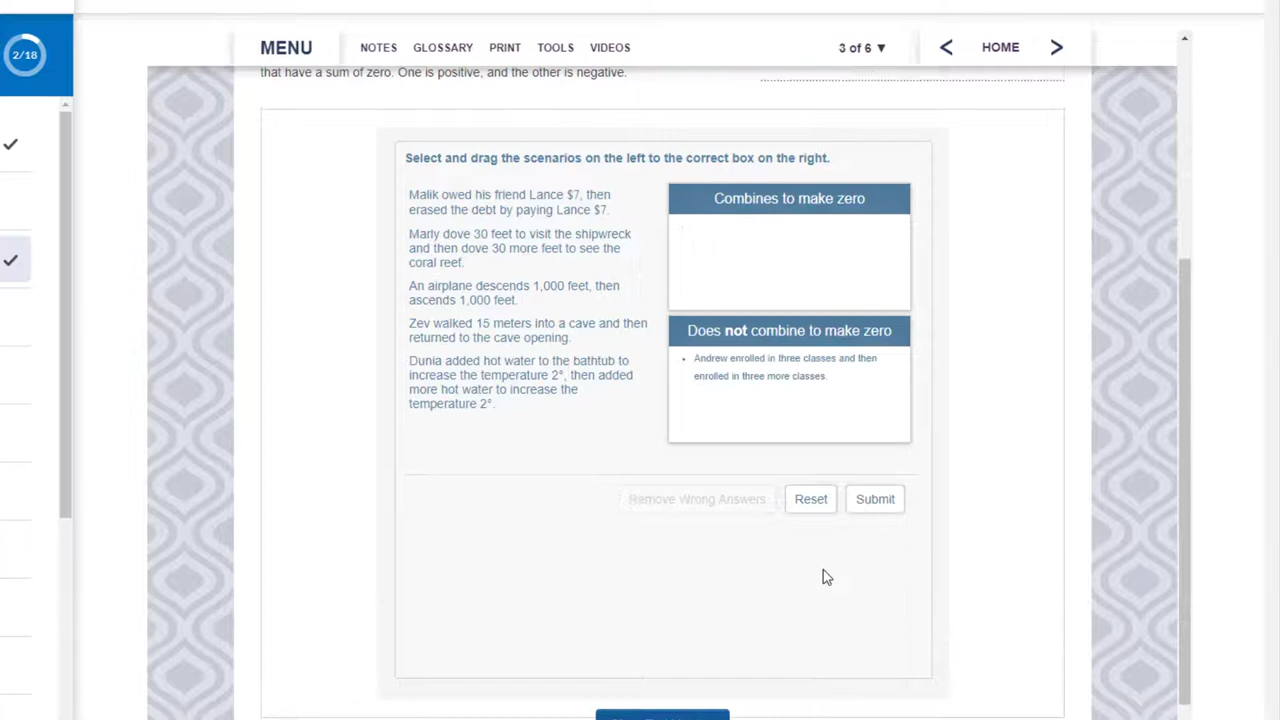 2/18
MENU NOTES GLOSSARY PRINT TOOLS VIDEOS 3 of 6 ▼ < HOME >
that have a sum of zero. One is positive, and the other is negative.
Select and drag the scenarios on the left to the correct box on the right.
Malik owed his friend Lance $7, then
erased the debt by paying Lance $7.
Marly dove 30 feet to visit the shipwreck
and then dove 30 more feet to see the
coral reef.
An airplane descends 1,000 feet, then
ascends 1,000 feet.
Zev walked 15 meters into a cave and then
returned to the cave opening.
Dunia added hot water to the bathtub to
increase the temperature 2°, then added
more hot water to increase the
temperature 2°.
Combines to make zero
Does not combine to make zero
• Andrew enrolled in three classes and then
enrolled in three more classes.
Remove Wrong Answers Reset Submit